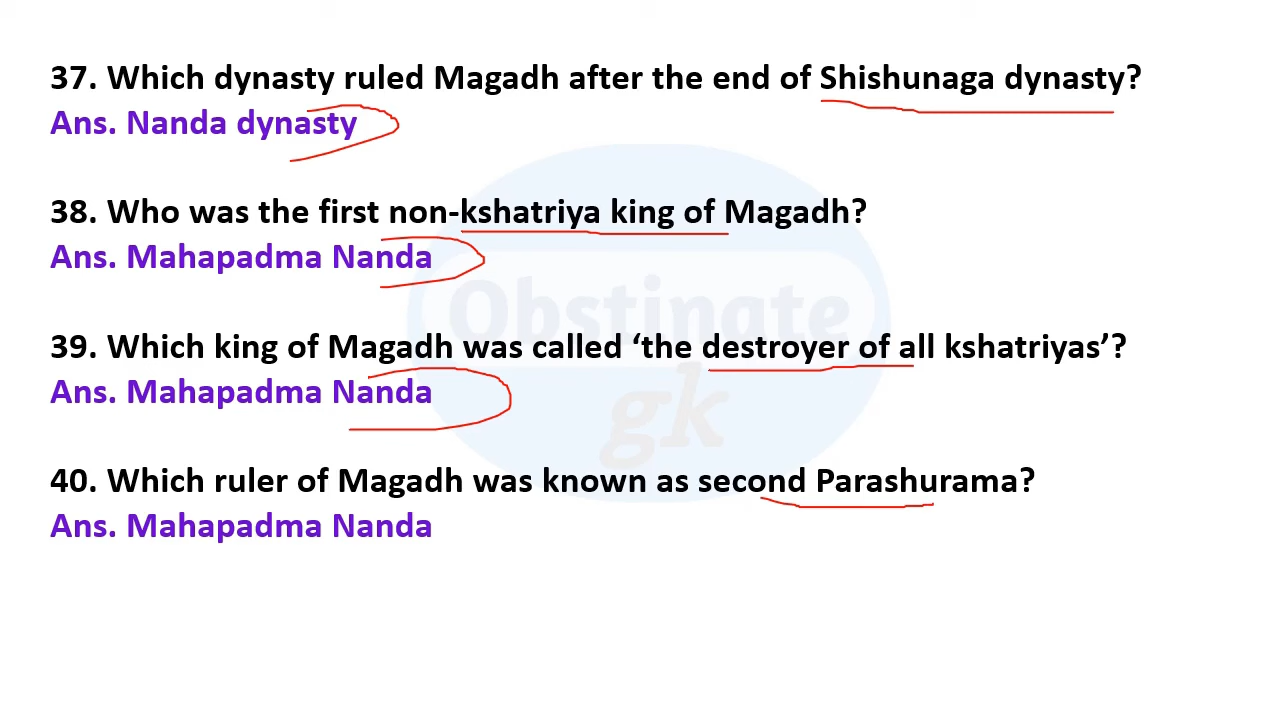 37. Which dynasty ruled Magadh after the end of Shishunaga dynasty?
Ans. Nanda dynasty
38. Who was the first non-kshatriya king of Magadh?
Ans. Mahapadma Nanda
Obstinate
39. Which king of Magadh was called ‘the destroyer of all kshatriyas’?
Ans. Mahapadma Nanda
gk
40. Which ruler of Magadh was known as second Parashurama?
Ans. Mahapadma Nanda